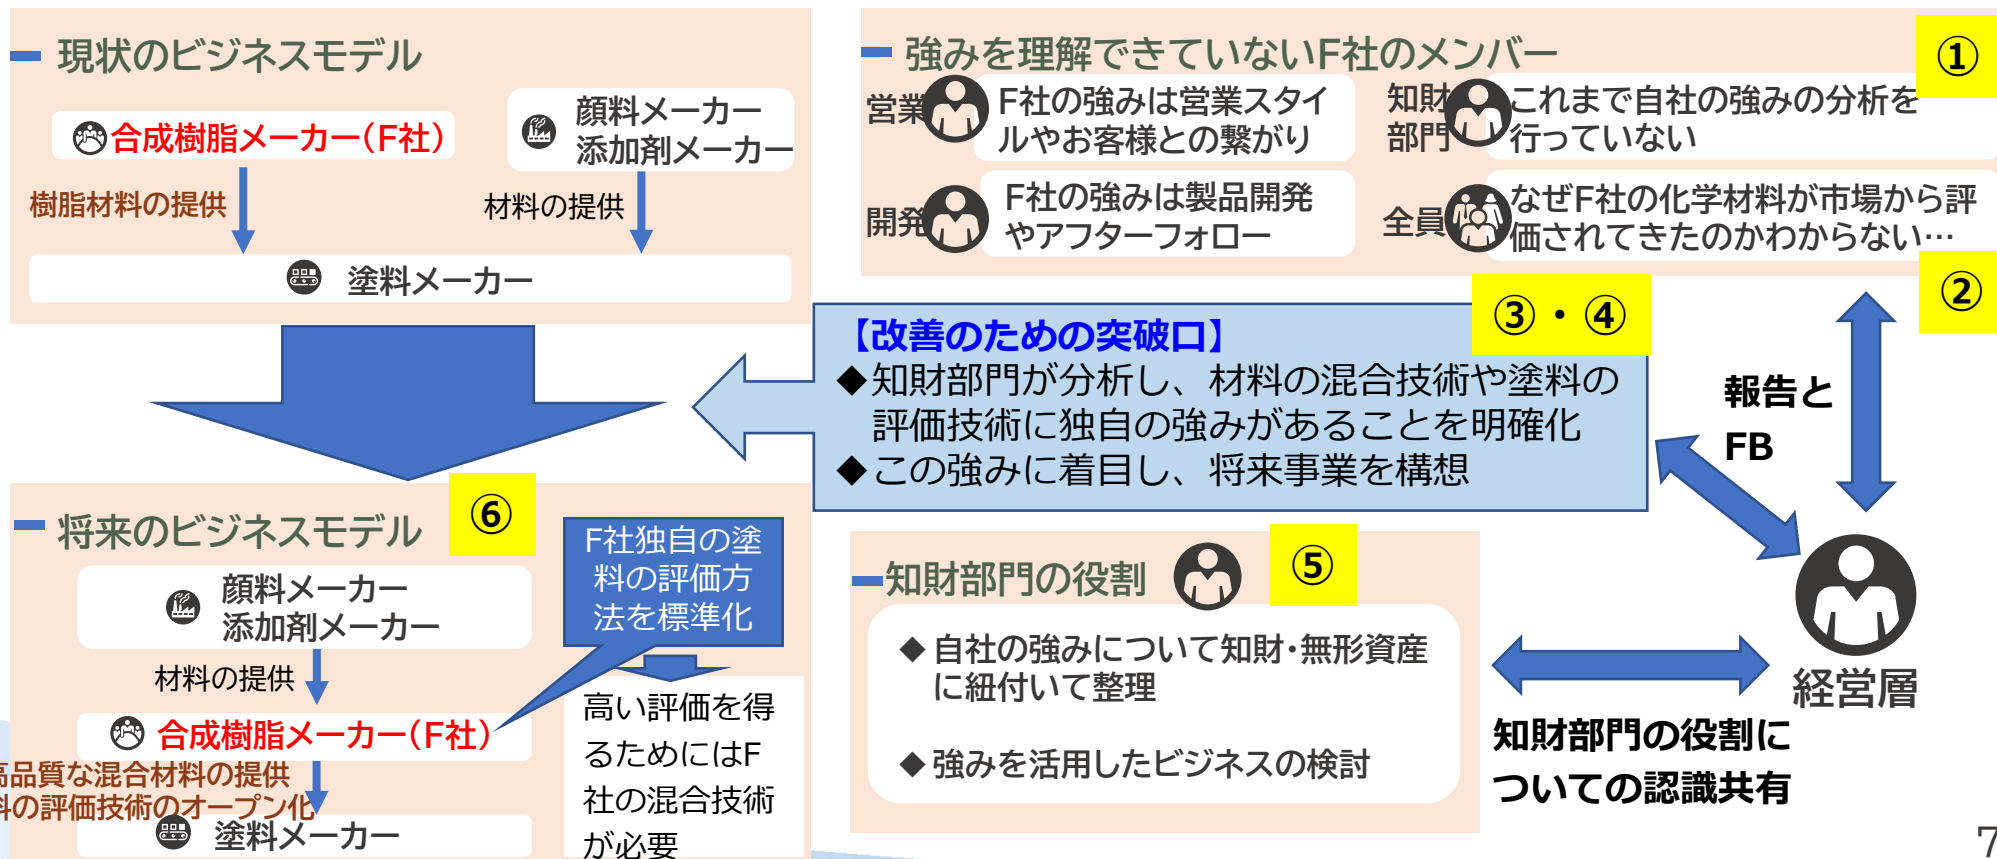 現状のビジネスモデル
合成樹脂メーカー(F社)
顔料メーカー
添加剤メーカー
樹脂材料の提供
材料の提供
塗料メーカー
強みを理解できていないF社のメンバー
①
営業
F社の強みは営業スタイ
ルやお客様との繋がり
知財
部門
これまで自社の強みの分析を
行っていない
開発
F社の強みは製品開発
やアフターフォロー
全員
なぜF社の化学材料が市場から評
価されてきたのかわからない…
②
③・④
【改善のための突破口】
◆知財部門が分析し、材料の混合技術や塗料の
評価技術に独自の強みがあることを明確化
◆この強みに着目し、将来事業を構想
報告と
FB
将来のビジネスモデル
⑥
顔料メーカー
添加剤メーカー
材料の提供
合成樹脂メーカー(F社)
高品質な混合材料の提供
料の評価技術のオープン化
塗料メーカー
F社独自の塗
料の評価方
法を標準化
高い評価を得
るためにはF
社の混合技術
が必要
知財部門の役割
⑤
◆自社の強みについて知財・無形資産
に紐付いて整理
◆強みを活用したビジネスの検討
経営層
知財部門の役割に
ついての認識共有
7